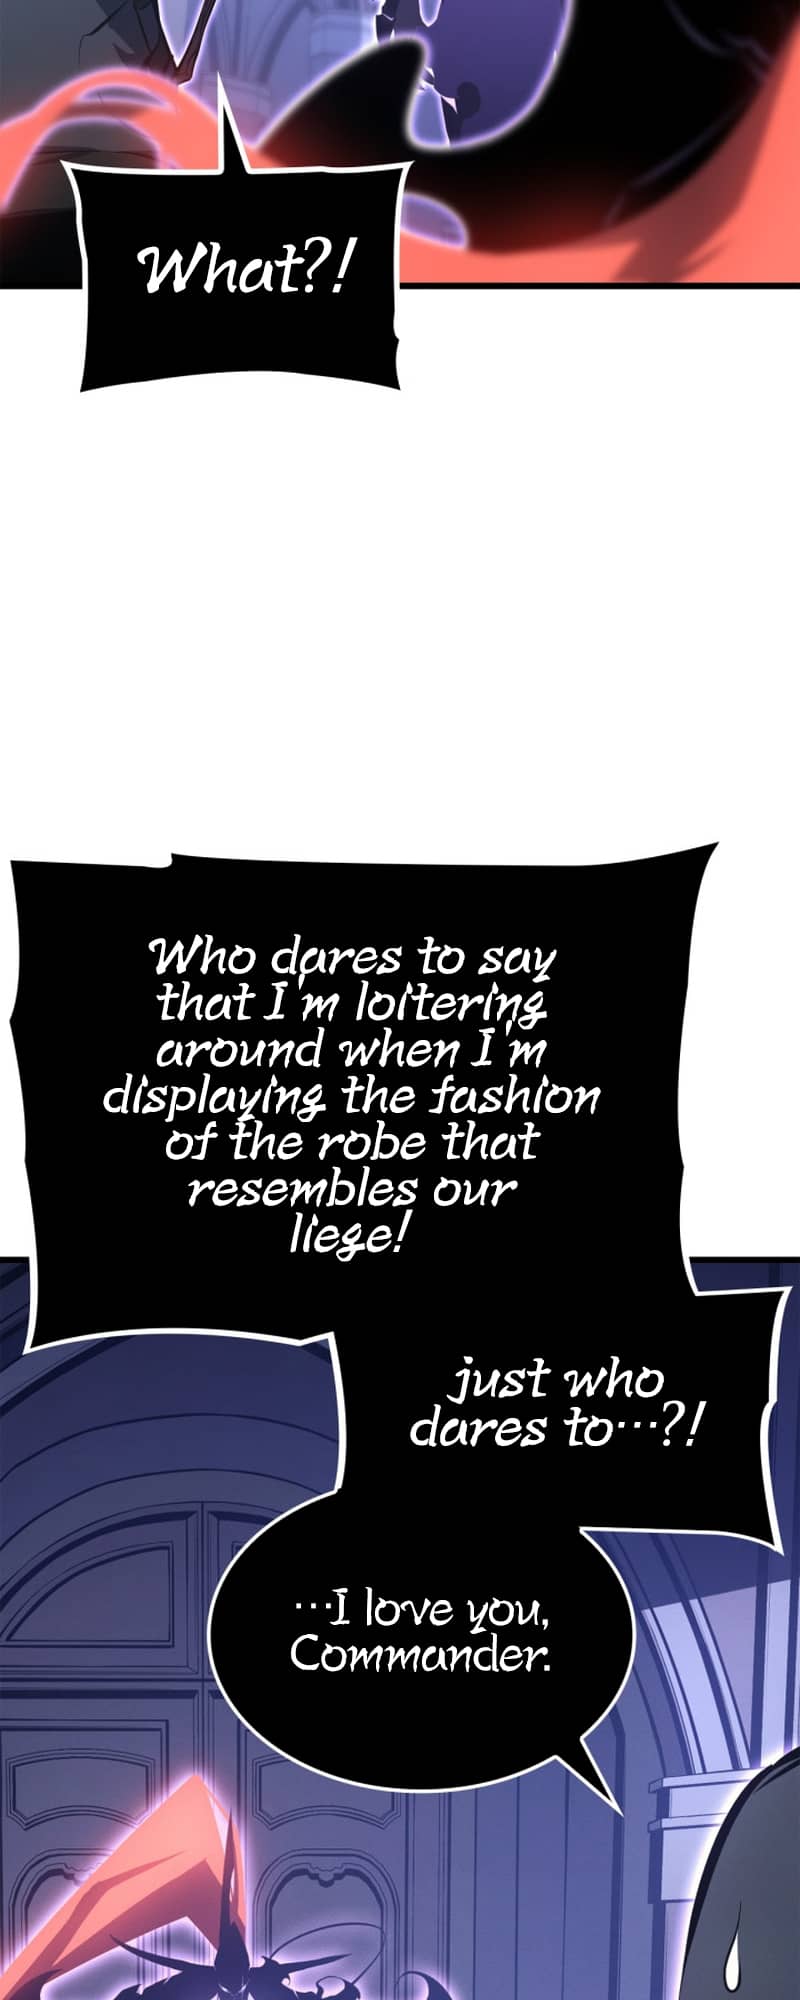 What?!
Who dares to say
that I'm loitering
around when I'm
displaying the fashion
of the robe that
resembles our
liege!
just who
dares to...?!
...I love you,
Commander.